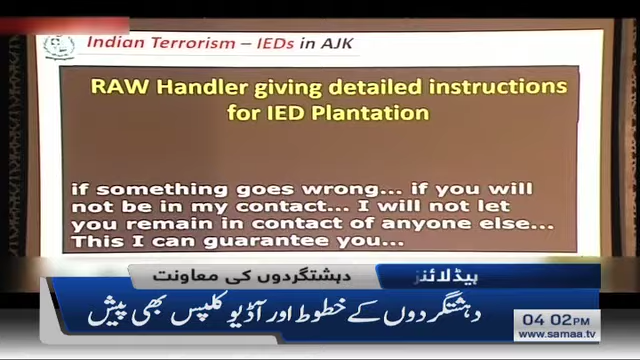 Indian Terrorism – IEDs in AJK
RAW Handler giving detailed instructions
for IED Plantation
if something goes wrong... if you will
not be in my contact... I will not let
you remain in contact of anyone else...
This I can guarantee you...
ہیڈلائنز
دہشتگردوں کی معاونت
دہشتگردوں کے خطوط اور آڈیو کلپس بھی پیش
04 02PM
www.samaa.tv